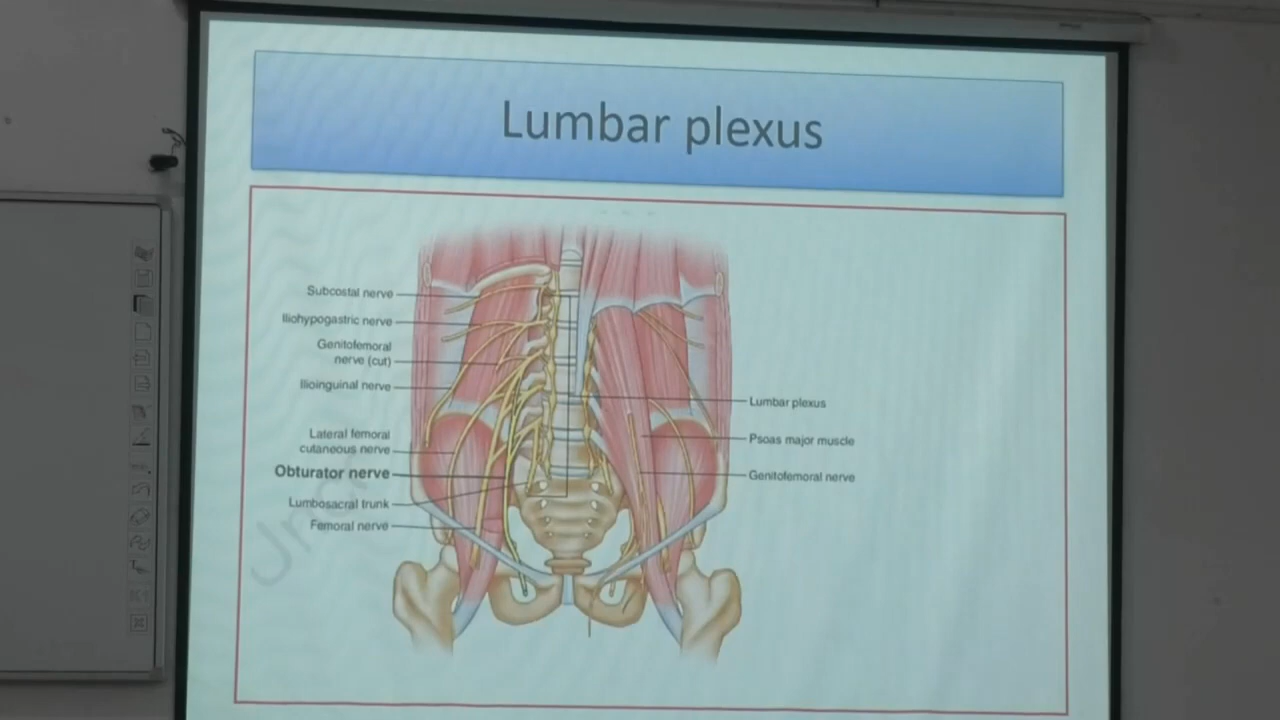 Lumbar plexus
Subcostal nerve
Iliohypogastric nerve
Genitofemoral
nerve (cut)
Ilioinguinal nerve
Lateral femoral
cutaneous nerve
Obturator nerve
Lumbosacral trunk
Femoral nerve
Lumbar plexus
Psoas major muscle
Genitofemoral nerve